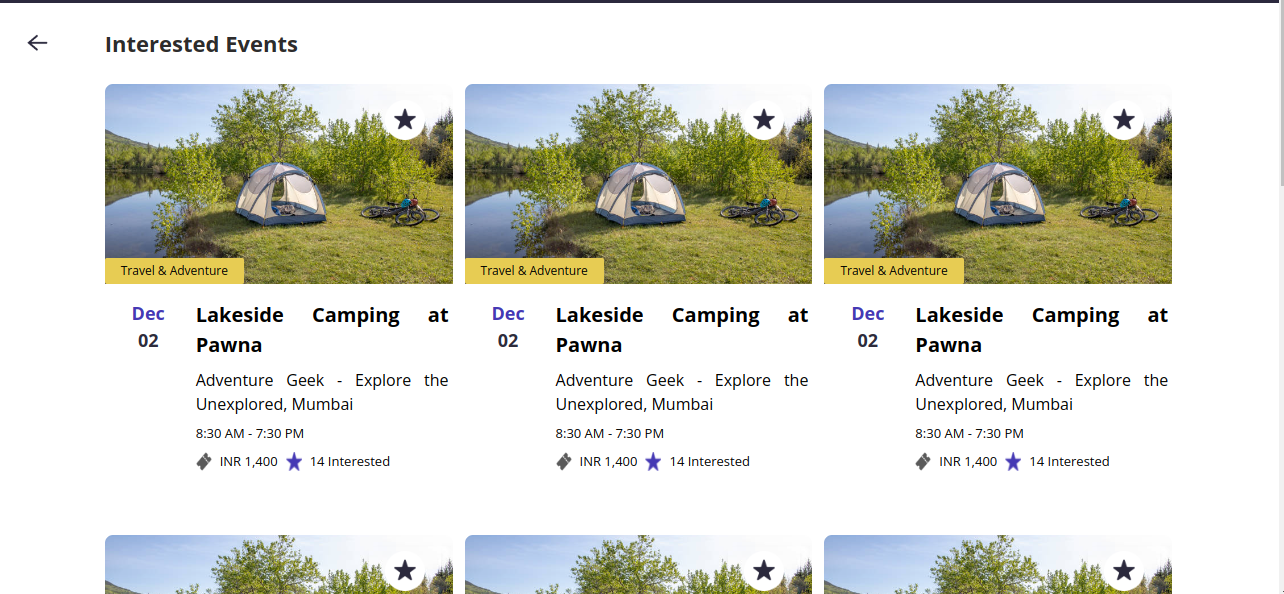 Interested Events
Travel & Adventure
Travel & Adventure
Travel & Adventure
Dec
02
Lakeside Camping at
Pawna
Adventure Geek - Explore the
Unexplored, Mumbai
8:30 AM - 7:30 PM
INR 1,400 14 Interested
Dec
02
Lakeside Camping at
Pawna
Adventure Geek - Explore the
Unexplored, Mumbai
8:30 AM - 7:30 PM
INR 1,400 14 Interested
Dec
02
Lakeside Camping at
Pawna
Adventure Geek - Explore the
Unexplored, Mumbai
8:30 AM - 7:30 PM
INR 1,400 14 Interested